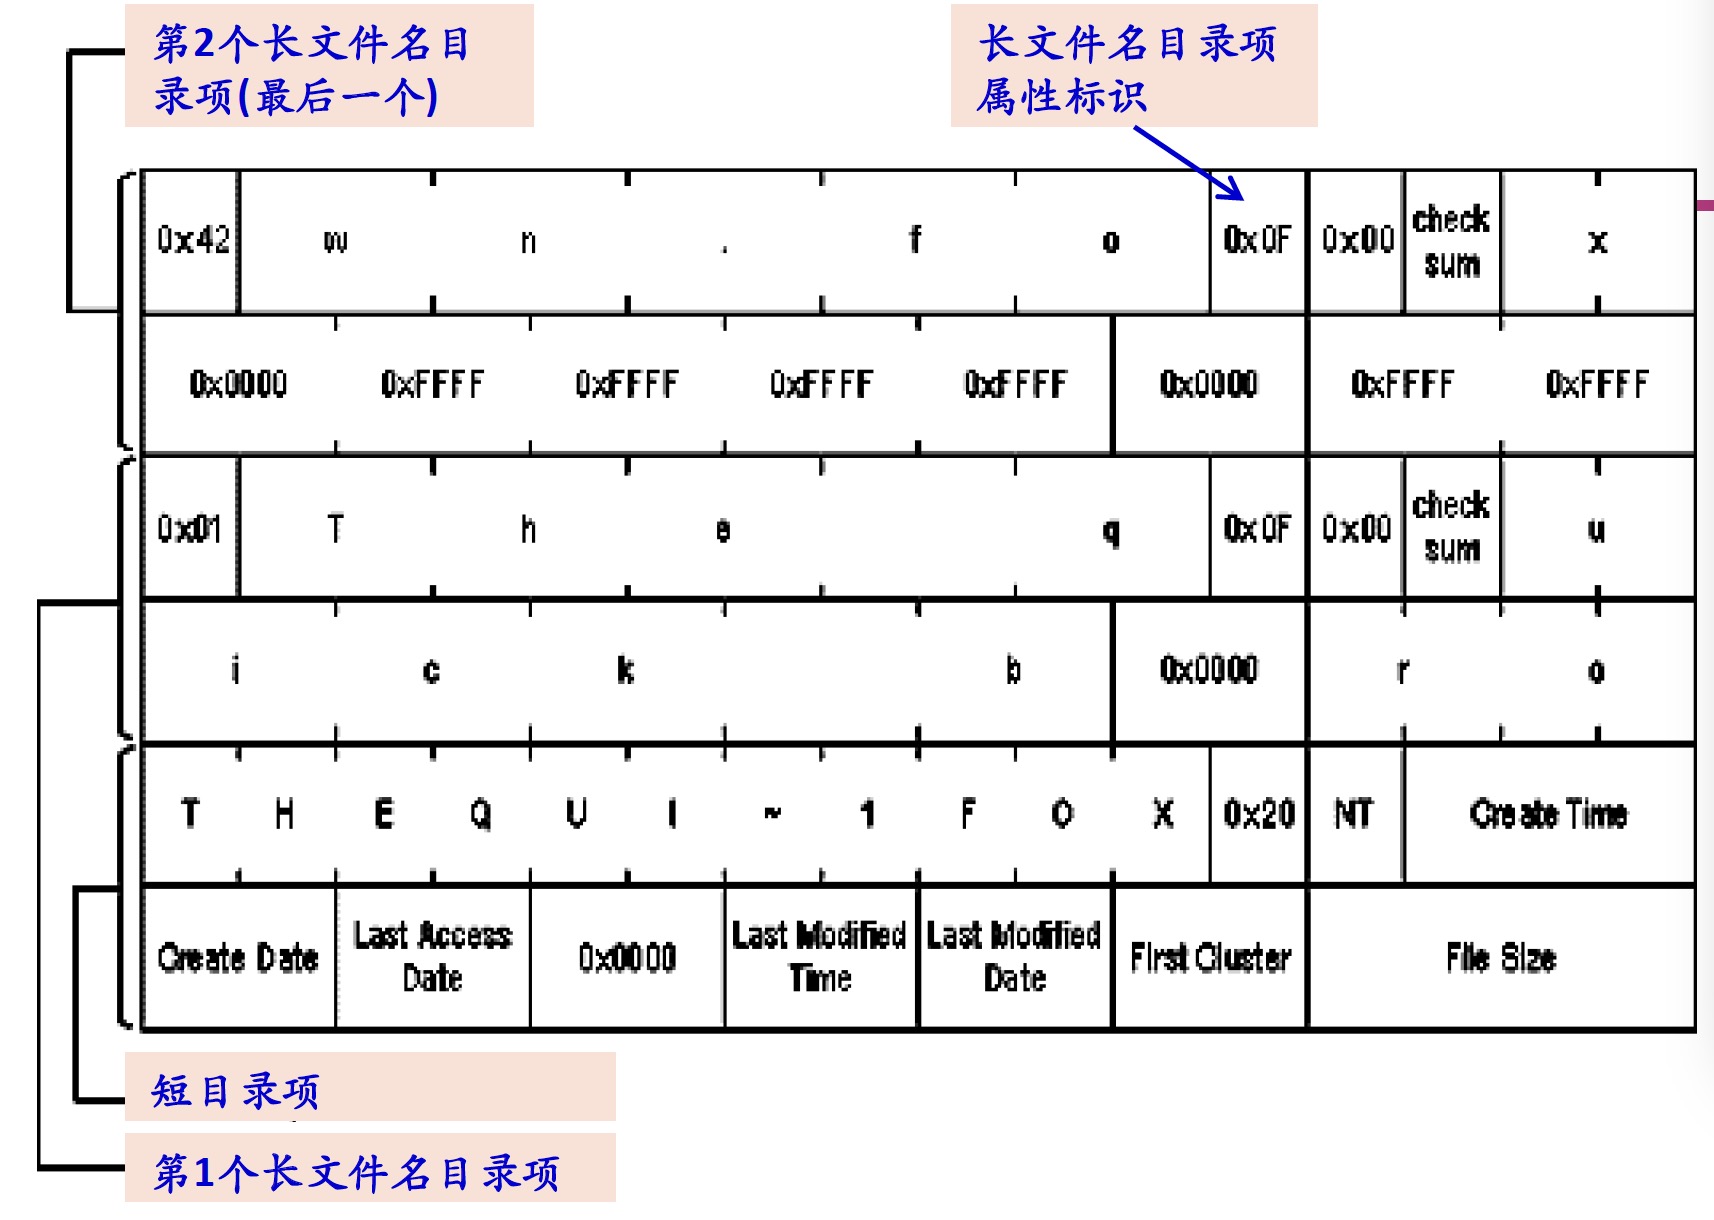 第2个长文件名目
录项(最后一个)
长文件名目录项
属性标识
0x42 w n . f o 0x0F 0x00 check sum x
0x0000 0xFFFF 0xFFFF 0xFFFF 0xFFFF 0x0000 0xFFFF 0xFFFF
0x01 T h e q 0x0F 0x00 check sum u
i c k b 0x0000 r o
T H E Q U I ~ 1 F O X 0x20 NT Create Time
Create Date Last Access Date 0x0000 Last Modified Time Last Modified Date First Cluster File Size
短目录项
第1个长文件名目录项